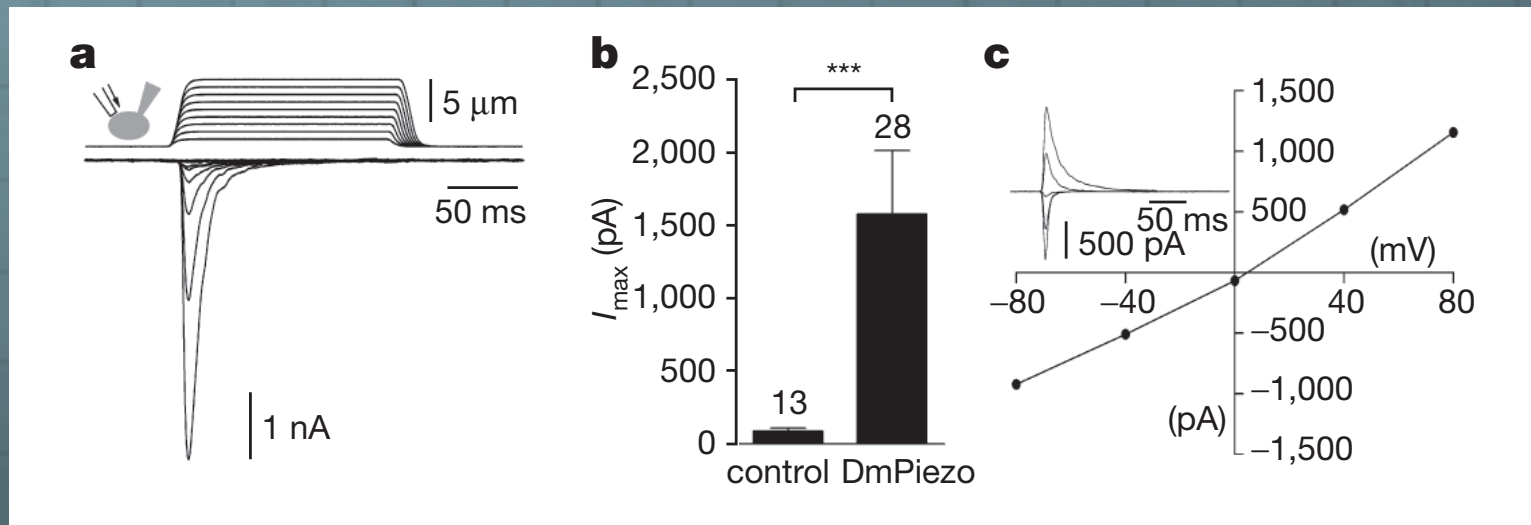 a
5 μm
50 ms
1 nA
b
2,500
2,000
1,500
1,000
500
0
Imax (pA)
***
28
13
control DmPiezo
c
1,500
1,000
500
50 ms
500 pA
(mV)
−80 −40 40 80
−500
−1,000
(pA)
−1,500